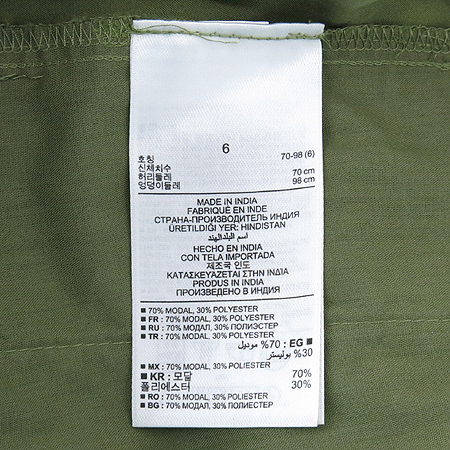 6
호칭 70-98 (6)
신체치수
허리둘레 70 cm
엉덩이둘레 98 cm
MADE IN INDIA
FABRIQUÉ EN INDE
СТРАНА-ПРОИЗВОДИТЕЛЬ ИНДИЯ
ÜRETILDIĞI YER: HINDISTAN
اسم البلد الهند
HECHO EN INDIA
CON TELA IMPORTADA
제조국 인도
ΚΑΤΑΣΚΕΥΑΖΕΤΑΙ ΣΤΗΝ ΙΝΔΙΑ
PRODUS IN INDIA
ПРОИЗВЕДЕНО В ИНДИЯ
■ 70% MODAL, 30% POLYESTER
■ FR : 70% MODAL, 30% POLYESTER
■ RU : 70% МОДАЛ, 30% ПОЛИЭСТЕР
■ TR : 70% MODAL, 30% POLYESTER
■ EG : 70% موديل
30% بوليستر
■ MX : 70% MODAL, 30% POLIESTER
■ KR : 모달 70%
폴리에스터 30%
■ RO : 70% MODAL, 30% POLIESTER
■ BG : 70% МОДАЛ, 30% ПОЛИЕСТЕР